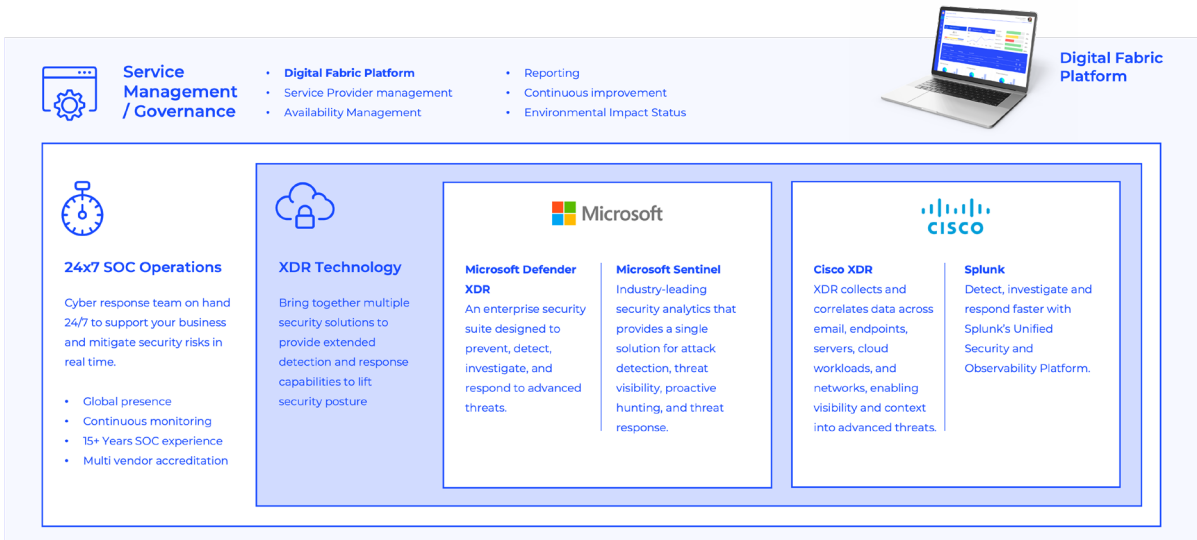 Service
Management
/ Governance
• Digital Fabric Platform
• Service Provider management
• Availability Management
• Reporting
• Continuous improvement
• Environmental Impact Status
Digital Fabric
Platform
24x7 SOC Operations
Cyber response team on hand
24/7 to support your business
and mitigate security risks in
real time.
• Global presence
• Continuous monitoring
• 15+ Years SOC experience
• Multi vendor accreditation
XDR Technology
Bring together multiple
security solutions to
provide extended
detection and response
capabilities to lift
security posture
Microsoft
Microsoft Defender
XDR
An enterprise security
suite designed to
prevent, detect,
investigate, and
respond to advanced
threats.
Microsoft Sentinel
Industry-leading
security analytics that
provides a single
solution for attack
detection, threat
visibility, proactive
hunting, and threat
response.
CISCO
Cisco XDR
XDR collects and
correlates data across
email, endpoints,
servers, cloud
workloads, and
networks, enabling
visibility and context
into advanced threats.
Splunk
Detect, investigate and
respond faster with
Splunk's Unified
Security and
Observability Platform.